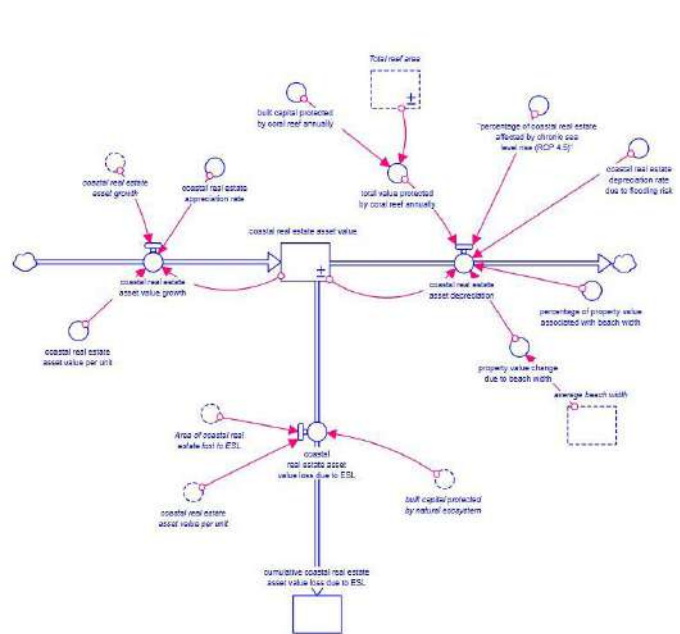 Total reef area
built capital protected
by coral reef annually
"percentage of coastal real estate
affected by chronic sea
level rise (RCP 4.5)"
coastal real estate
depreciation rate
due to flooding risk
coastal real estate
asset growth
coastal real estate
appreciation rate
total value protected
by coral reef annually
coastal real estate asset value
coastal real estate
asset value growth
coastal real estate
asset depreciation
percentage of property value
associated with beach width
coastal real estate
asset value per unit
property value change
due to beach width
average beach width
Area of coastal real
estate lost to ESL
coastal
real estate asset
value loss due to ESL
coastal real estate
asset value per unit
built capital protected
by natural ecosystem
cumulative coastal real estate
asset value loss due to ESL